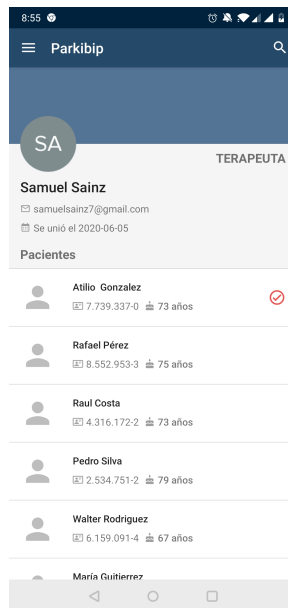 8:55
Parkibip
SA
TERAPEUTA
Samuel Sainz
samuelsainz7@gmail.com
Se unió el 2020-06-05
Pacientes
Atilio Gonzalez
7.739.337-0 73 años
Rafael Pérez
8.552.953-3 75 años
Raul Costa
4.316.172-2 73 años
Pedro Silva
2.534.751-2 79 años
Walter Rodriguez
6.159.091-4 67 años
María Guitierrez